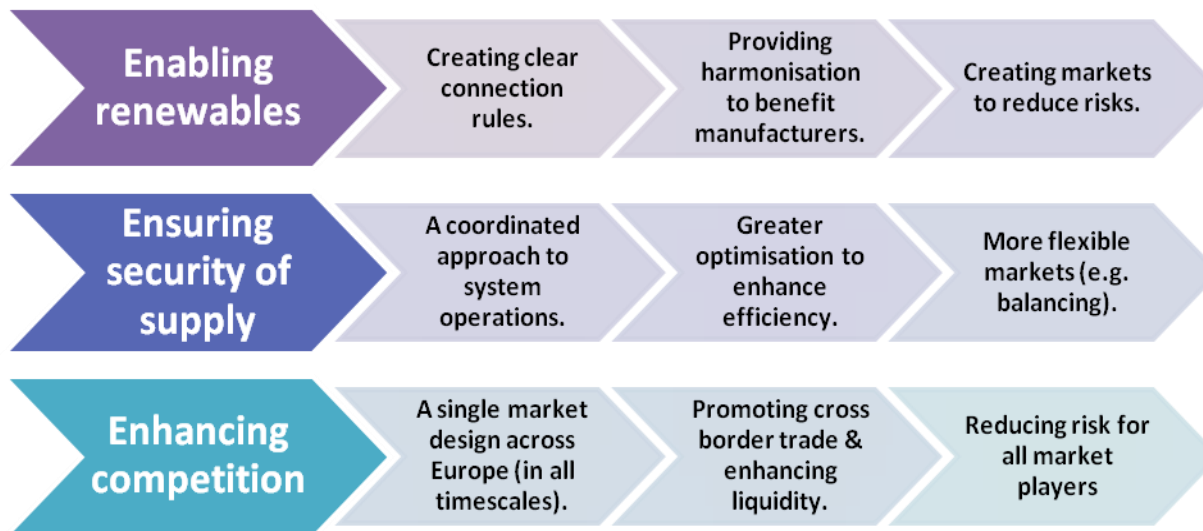 Enabling
renewables
Creating clear
connection
rules.
Providing
harmonisation
to benefit
manufacturers.
Creating markets
to reduce risks.
Ensuring
security of
supply
A coordinated
approach to
system
operations.
Greater
optimisation to
enhance
efficiency.
More flexible
markets (e.g.
balancing).
Enhancing
competition
A single market
design across
Europe (in all
timescales).
Promoting cross
border trade &
enhancing
liquidity.
Reducing risk for
all market
players